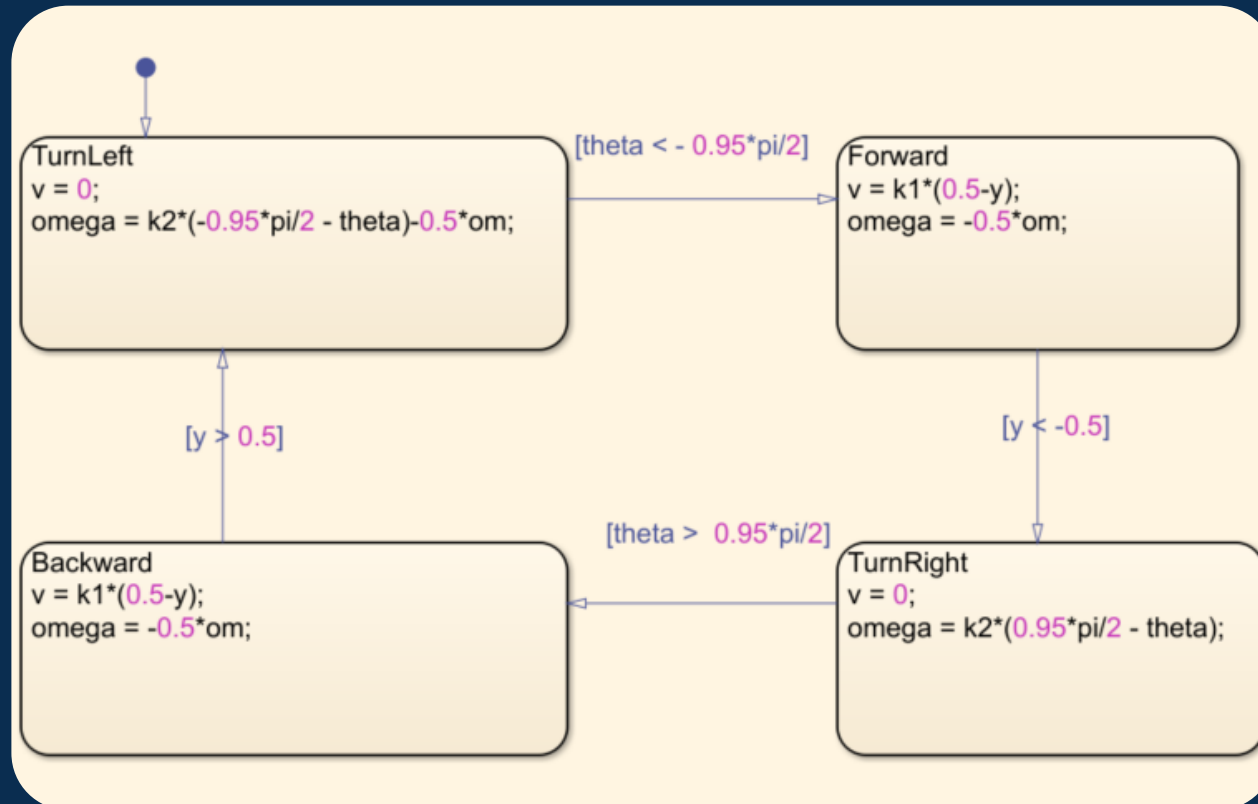 TurnLeft
v = 0;
omega = k2*(-0.95*pi/2 - theta)-0.5*om;
[theta < - 0.95*pi/2]
Forward
v = k1*(0.5-y);
omega = -0.5*om;
[y > 0.5]
[y < -0.5]
Backward
v = k1*(0.5-y);
omega = -0.5*om;
[theta >  0.95*pi/2]
TurnRight
v = 0;
omega = k2*(0.95*pi/2 - theta);